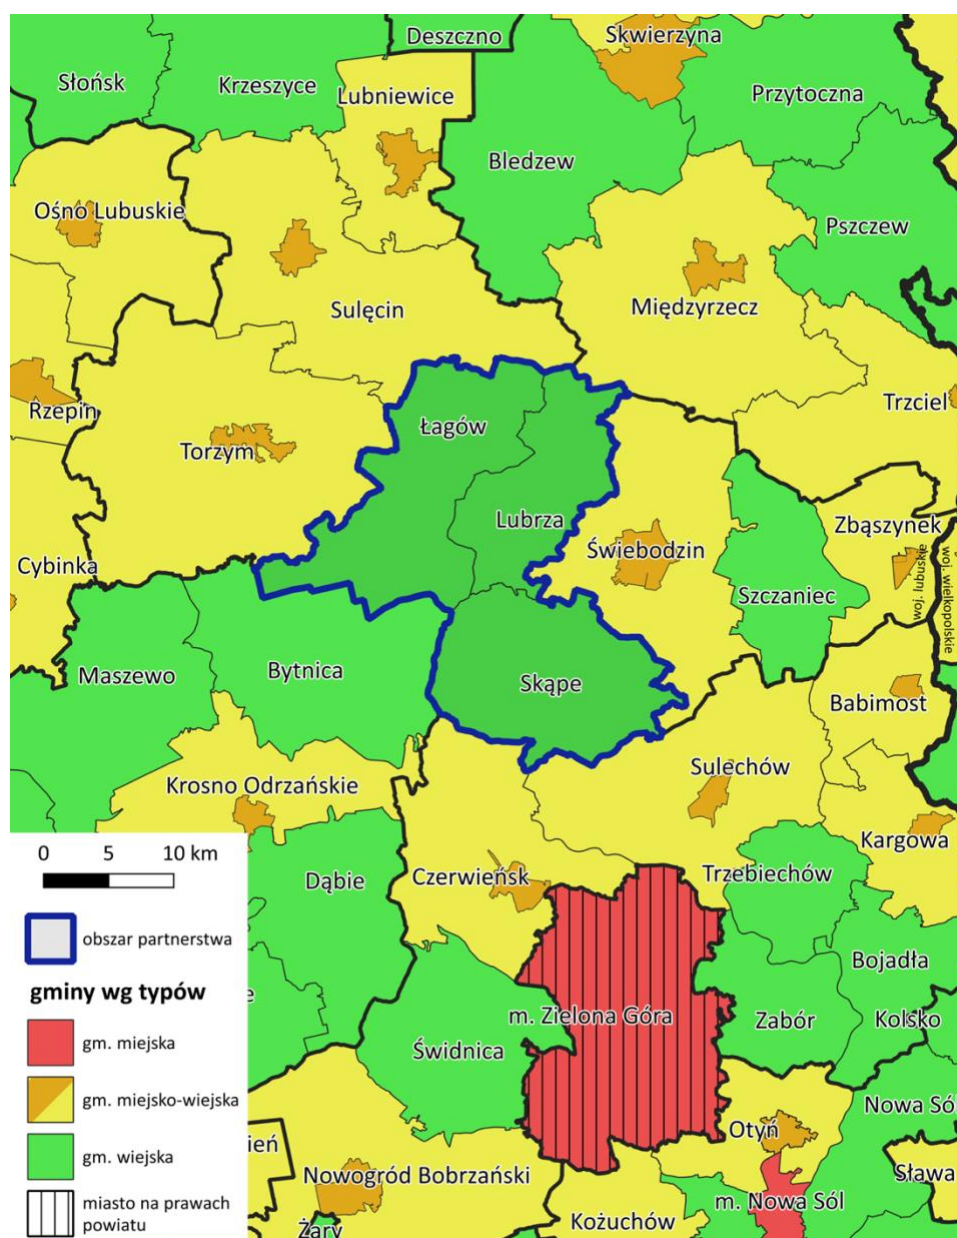 Deszczno
Skwierzyna
Słońsk
Krzeszyce
Lubniewice
Przytoczna
Bledzew
Ośno Lubuskie
Pszczew
Sulęcin
Międzyrzecz
Rzepin
Trzciel
Łagów
Torzym
Lubrza
Zbąszynek
Świebodzin
Cybinka
woj. lubuskie
woj. wielkopolskie
Szczaniec
Maszewo
Bytnica
Skąpe
Babimost
Krosno Odrzańskie
Sulechów
Kargowa
0 5 10 km
Dąbie
Czerwieńsk
Trzebiechów
obszar partnerstwa
Bojadła
gminy wg typów
e
m. Zielona Góra
Zabór
Kolsko
gm. miejska
Świdnica
gm. miejsko-wiejska
Nowa Sól
Otyń
ień
gm. wiejska
Nowogród Bobrzański
Sława
m. Nowa Sól
miasto na prawach
powiatu
Żary
Kożuchów